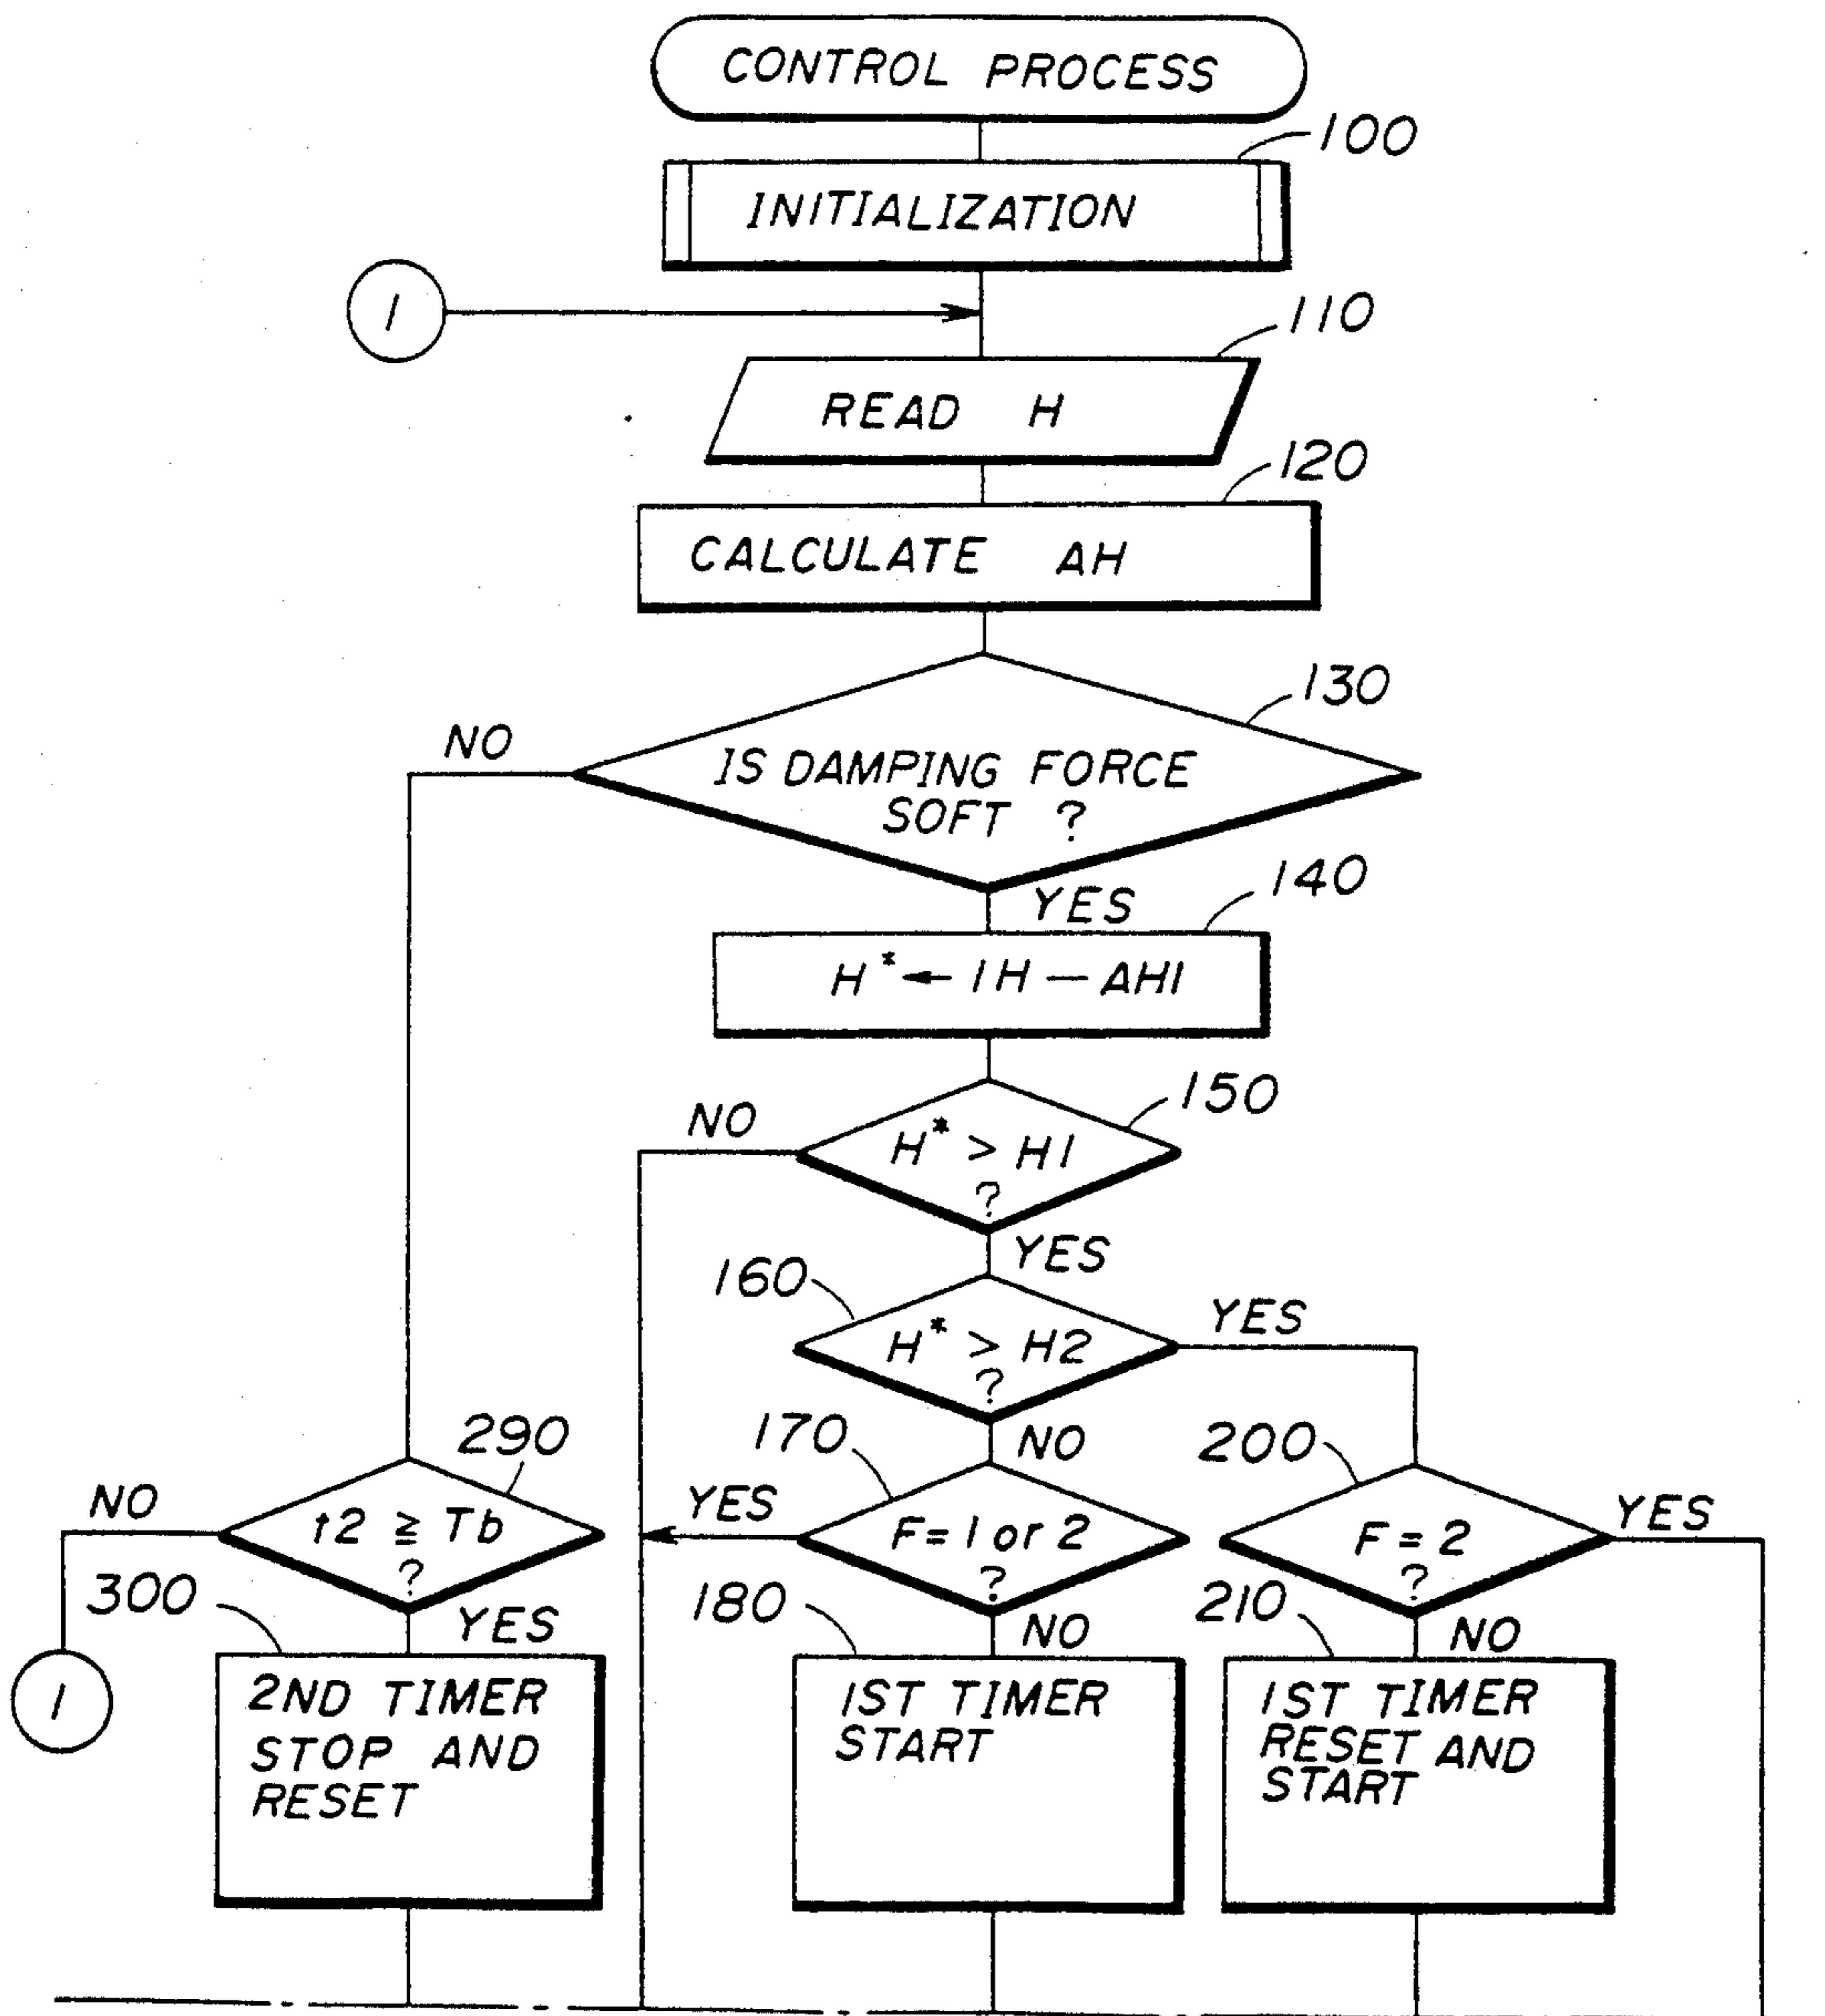 CONTROL PROCESS
100
INITIALIZATION
1
110
READ H
120
CALCULATE AH
130
NO
IS DAMPING FORCE
SOFT ?
YES
140
H* ← |H — AH|
150
NO
H* > H1
?
YES
160
H* > H2
?
YES
NO
290
170
200
NO
t2 ≧ Tb
?
YES
F = 1 or 2
?
F = 2
?
YES
300
YES
180
NO
210
NO
1
2ND TIMER
STOP AND
RESET
1ST TIMER
START
1ST TIMER
RESET AND
START